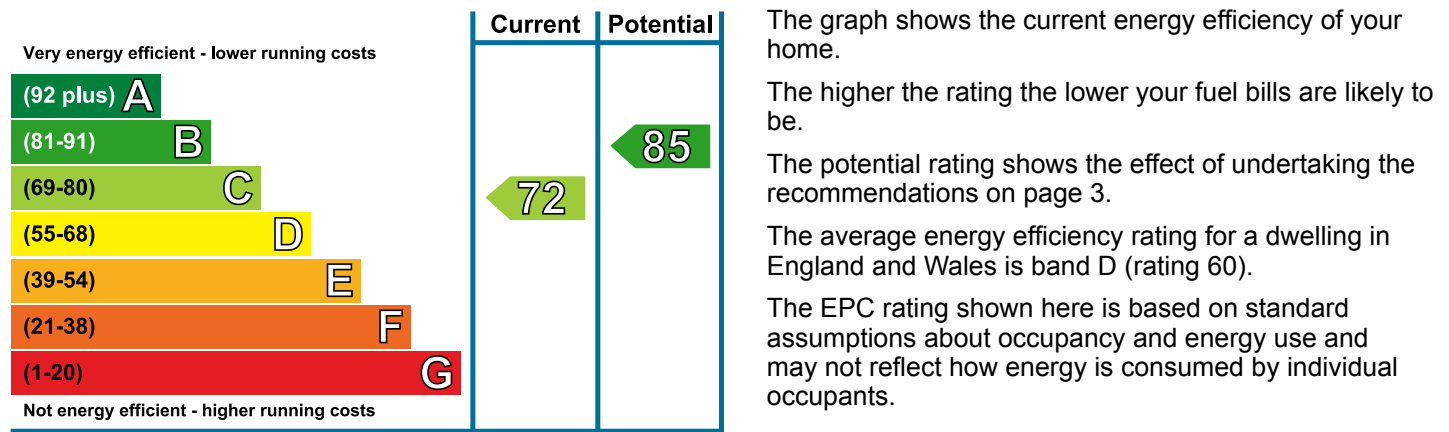 Current Potential
Very energy efficient - lower running costs
(92 plus) A
(81-91) B
85
(69-80) C
72
(55-68) D
(39-54) E
(21-38) F
(1-20) G
Not energy efficient - higher running costs
The graph shows the current energy efficiency of your
home.
The higher the rating the lower your fuel bills are likely to
be.
The potential rating shows the effect of undertaking the
recommendations on page 3.
The average energy efficiency rating for a dwelling in
England and Wales is band D (rating 60).
The EPC rating shown here is based on standard
assumptions about occupancy and energy use and
may not reflect how energy is consumed by individual
occupants.